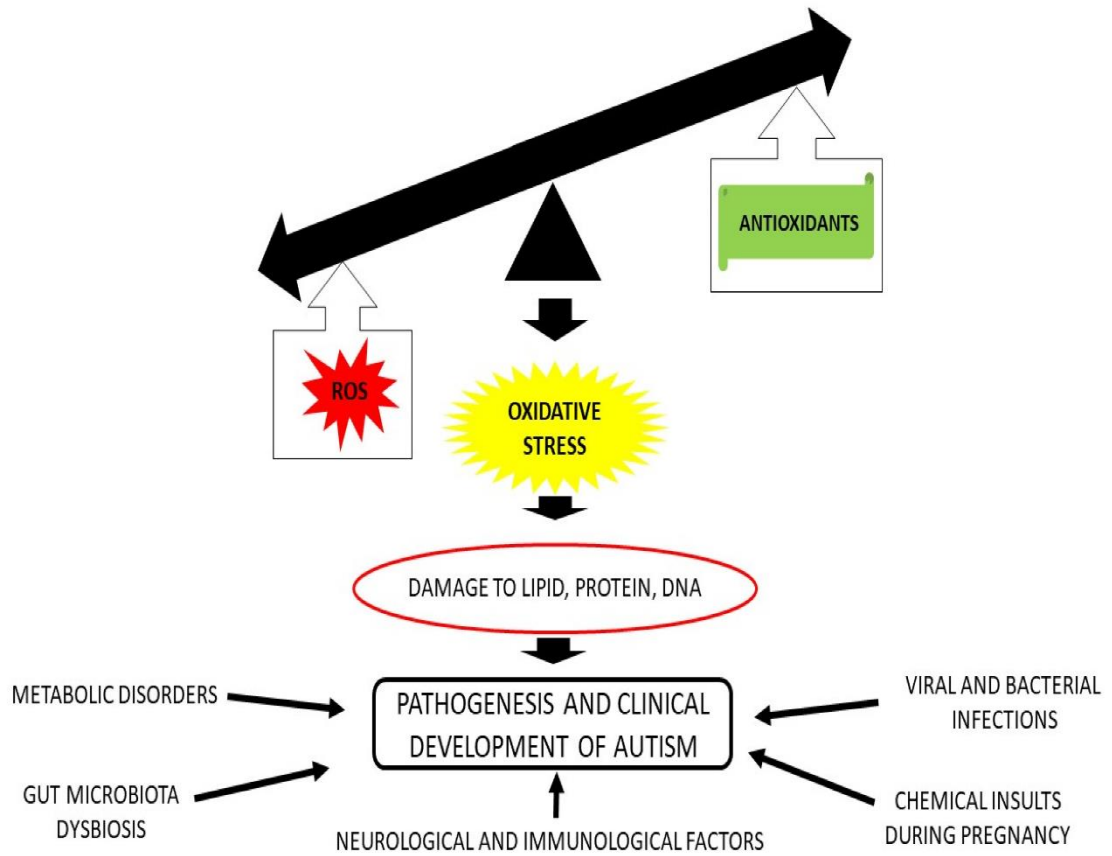 ANTIOXIDANTS
ROS
OXIDATIVE
STRESS
DAMAGE TO LIPID, PROTEIN, DNA
METABOLIC DISORDERS
PATHOGENESIS AND CLINICAL
DEVELOPMENT OF AUTISM
VIRAL AND BACTERIAL
INFECTIONS
GUT MICROBIOTA
DYSBIOSIS
NEUROLOGICAL AND IMMUNOLOGICAL FACTORS
CHEMICAL INSULTS
DURING PREGNANCY